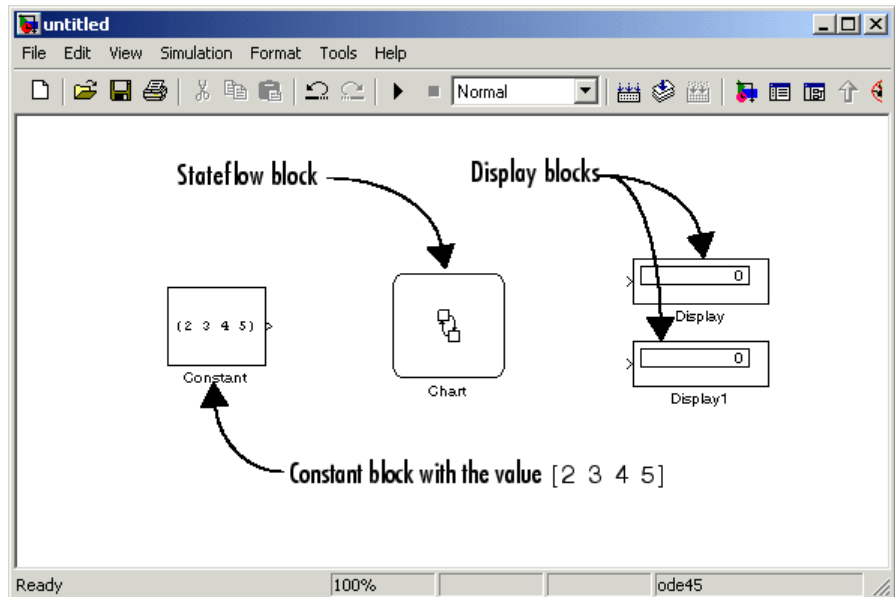 untitled
File Edit View Simulation Format Tools Help
Normal
Stateflow block
Display blocks
0
Display
(2 3 4 5)
Constant
Chart
0
Display1
Constant block with the value [2 3 4 5]
Ready 100% ode45